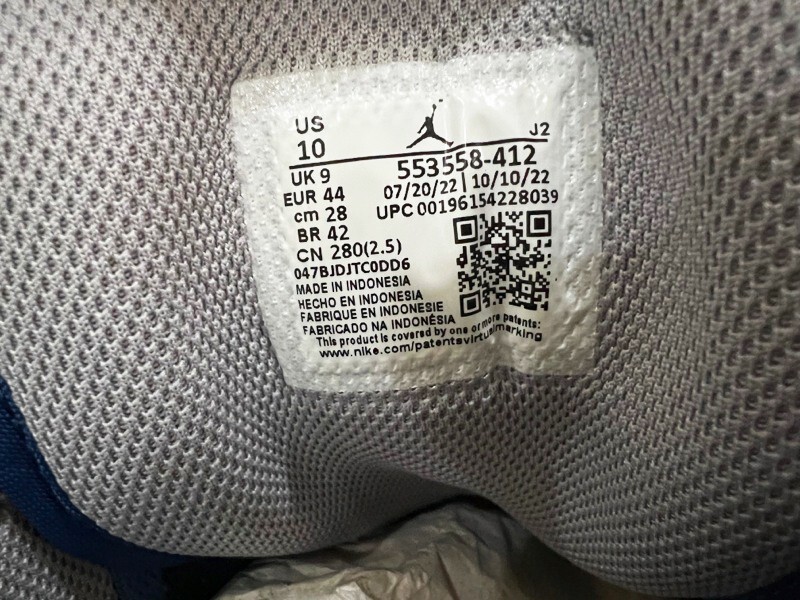 US
10
J2
553558-412
UK 9
07/20/22 | 10/10/22
EUR 44
UPC 00196154228039
cm 28
BR 42
CN 280(2.5)
047BJDJTC0DD6
MADE IN INDONESIA
HECHO EN INDONESIA
FABRIQUE EN INDONESIE
FABRICADO NA INDONÉSIA
This product is covered by one or more patents:
www.nike.com/patentsvirtualmarking